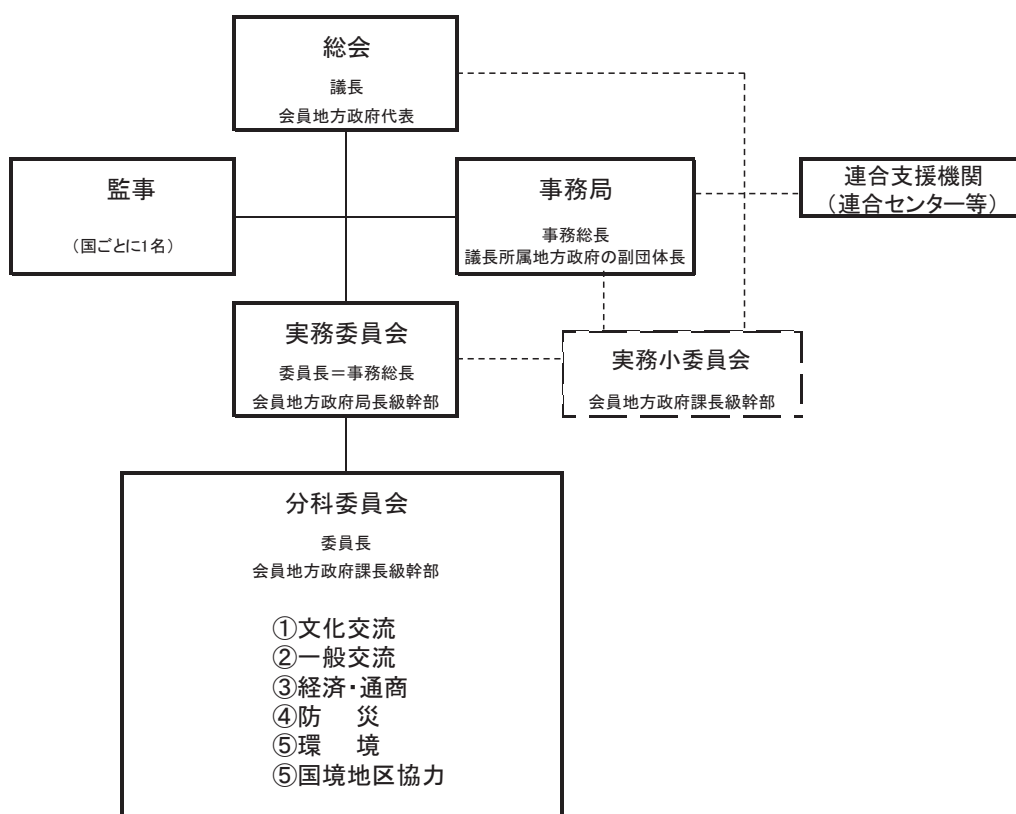 総会
議長
会員地方政府代表
監事
（国ごとに1名）
事務局
事務総長
議長所属地方政府の副団体長
連合支援機関
（連合センター等）
実務委員会
委員長＝事務総長
会員地方政府局長級幹部
実務小委員会
会員地方政府課長級幹部
分科委員会
委員長
会員地方政府課長級幹部
①文化交流
②一般交流
③経済・通商
④防　災
⑤環　境
⑤国境地区協力